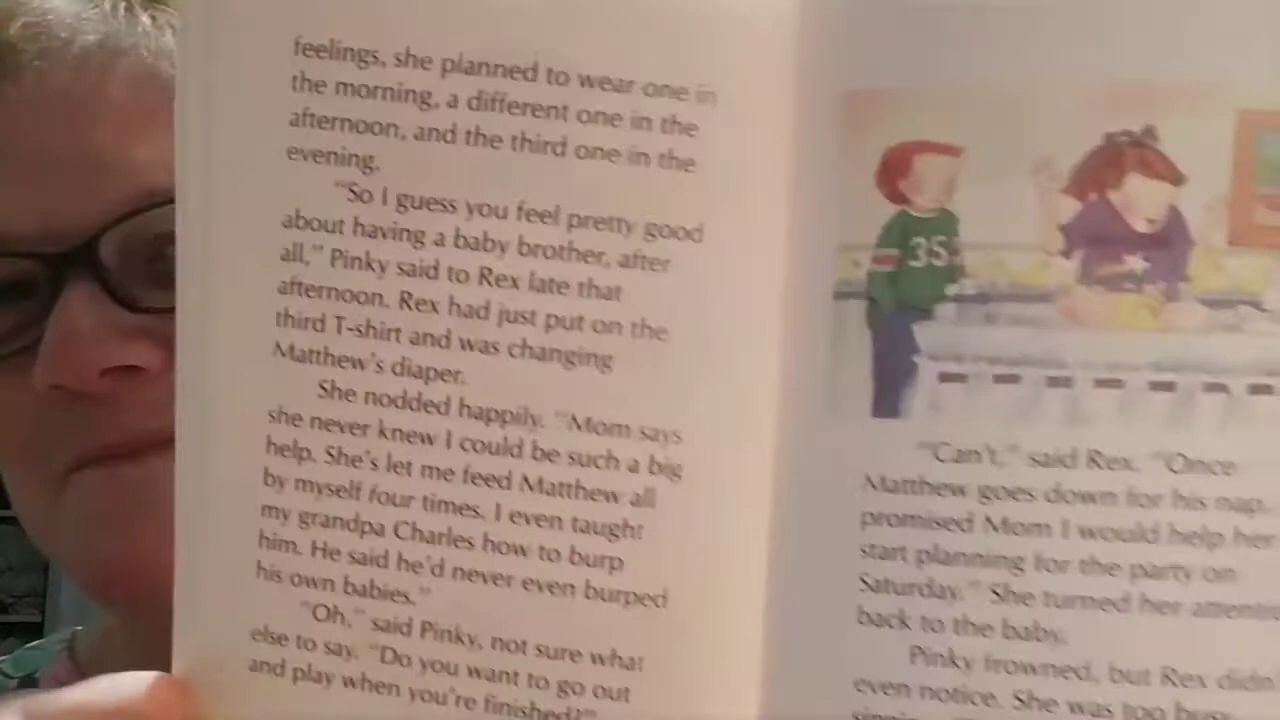 feelings, she planned to wear one in
the morning, a different one in the
afternoon, and the third one in the
evening.
"So I guess you feel pretty good
about having a baby brother, after
all," Pinky said to Rex late that
afternoon. Rex had just put on the
third T-shirt and was changing
Matthew's diaper.
She nodded happily. "Mom says
she never knew I could be such a big
help. She's let me feed Matthew all
by myself four times. I even taught
my grandpa Charles how to burp
him. He said he'd never even burped
his own babies."
"Oh," said Pinky, not sure what
else to say. "Do you want to go out
and play when you're finished?"
35
"Can't," said Rex. "Once
Matthew goes down for his nap,
promised Mom I would help her
start planning for the party on
Saturday." She turned her
back to the baby.
Pinky frowned, but Rex
even notice. She was too busy